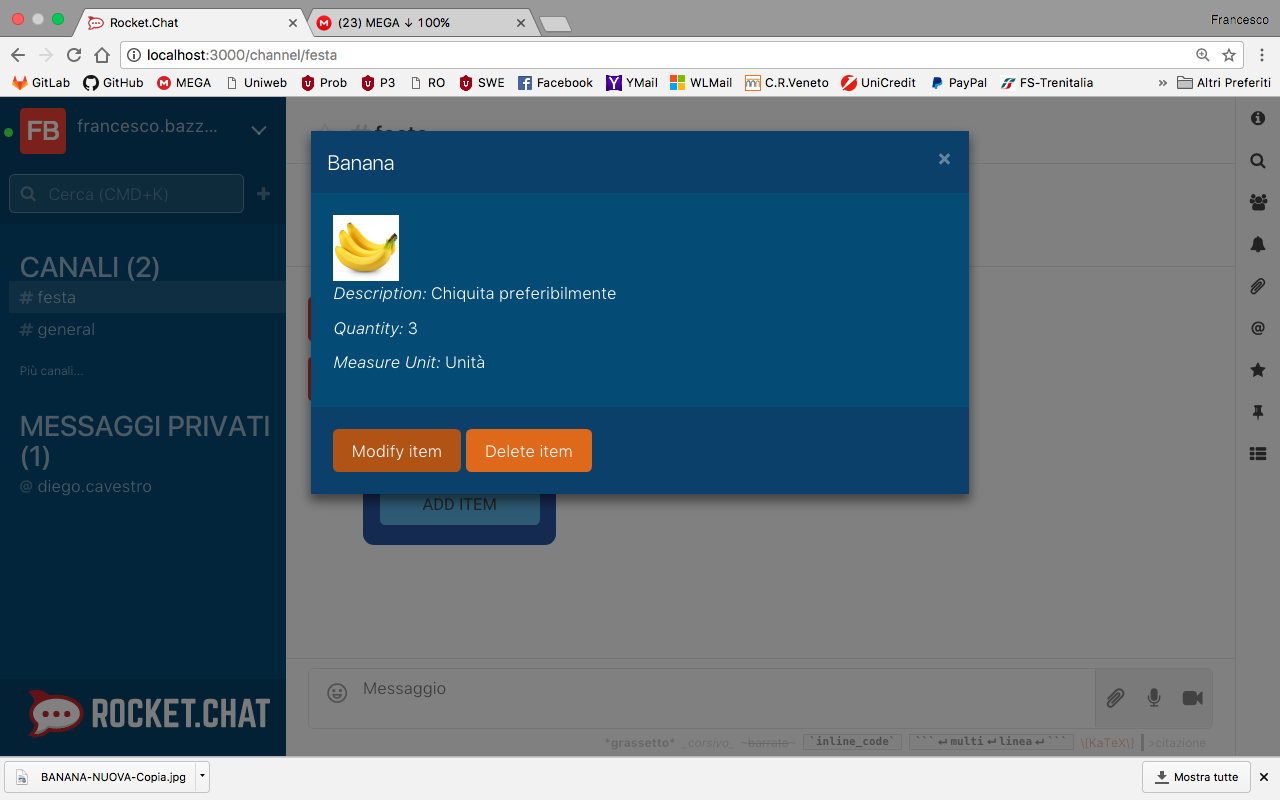 Rocket.Chat
(23) MEGA ↓ 100%
Francesco
localhost:3000/channel/festa
GitLab GitHub MEGA Uniweb Prob P3 RO SWE Facebook YMail WLMail C.R.Veneto UniCredit PayPal FS-Trenitalia » Altri Preferiti
FB francesco.bazz...
Cerca (CMD+K)
CANALI (2)
# festa
# general
Più canali...
MESSAGGI PRIVATI
(1)
@ diego.cavestro
ROCKET.CHAT
# festa
Banana ×
Description: Chiquita preferibilmente
Quantity: 3
Measure Unit: Unità
Modify item Delete item
ADD ITEM
Messaggio
*grassetto* _corsivo_ ~barrato~ `inline_code` ```↵multi↵linea↵``` \[KaTeX\] >citazione
BANANA-NUOVA-Copia.jpg
Mostra tutte